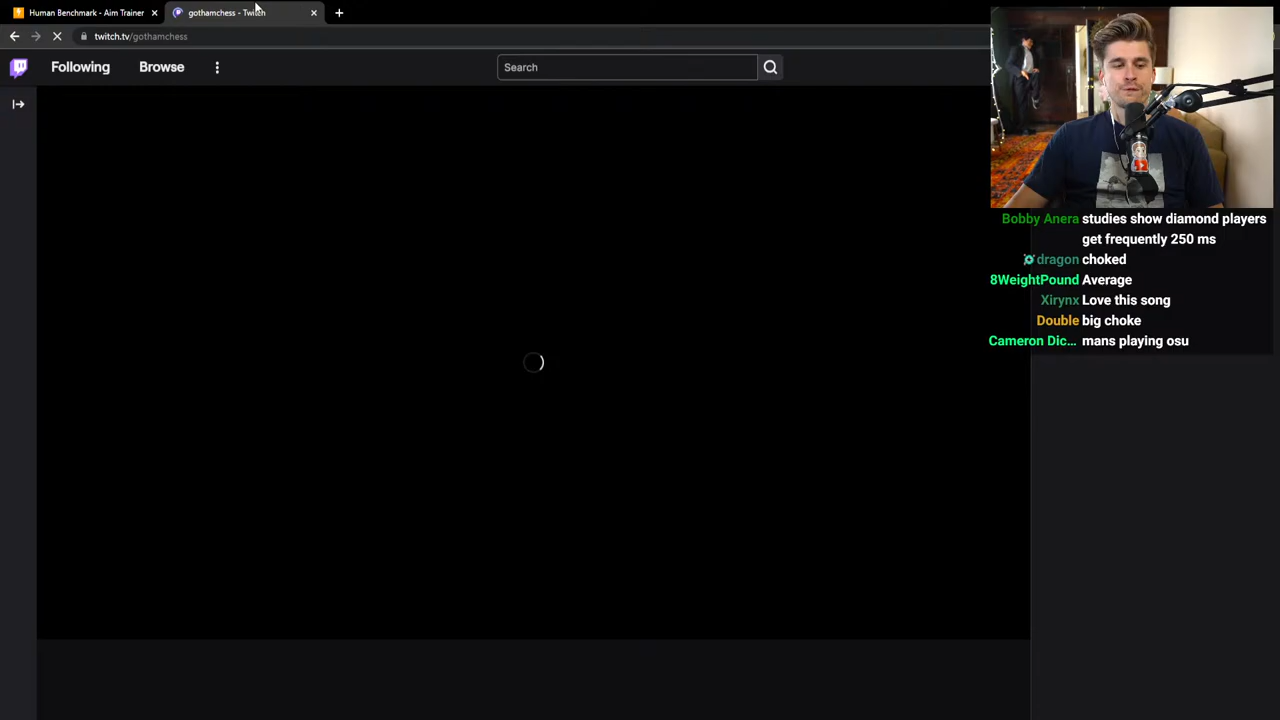 Human Benchmark - Aim Trainer
gothamchess - Twitch
twitch.tv/gothamchess
Following
Browse
Search
Bobby Anera studies show diamond players
get frequently 250 ms
dragon choked
8WeightPound Average
Xirynx Love this song
Double big choke
Cameron Dic... mans playing osu